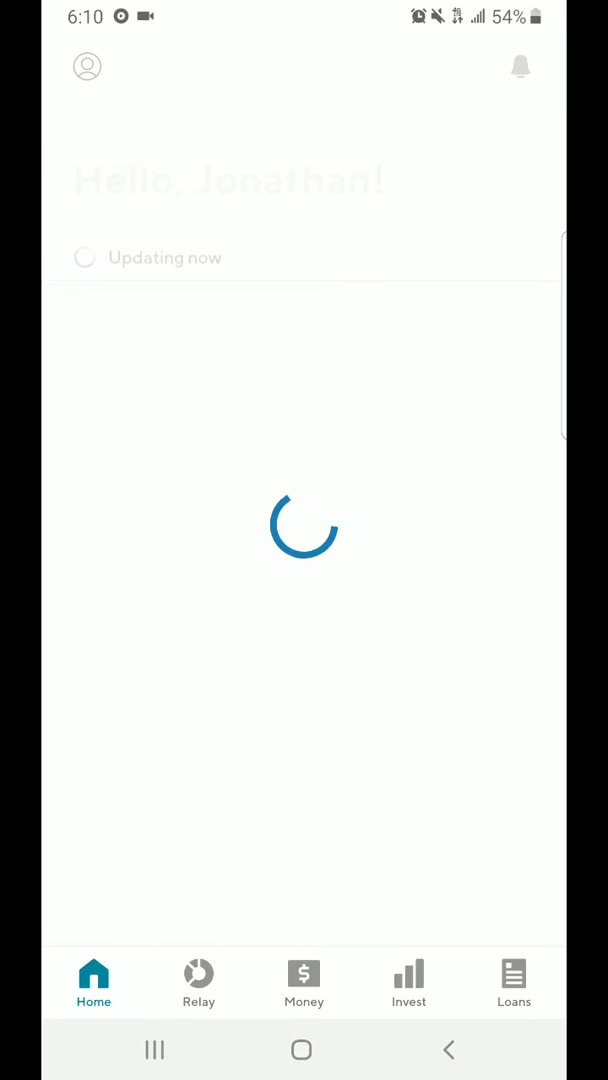 6:10
54%
Hello, Jonathan!
Updating now
Home
Relay
Money
Invest
Loans